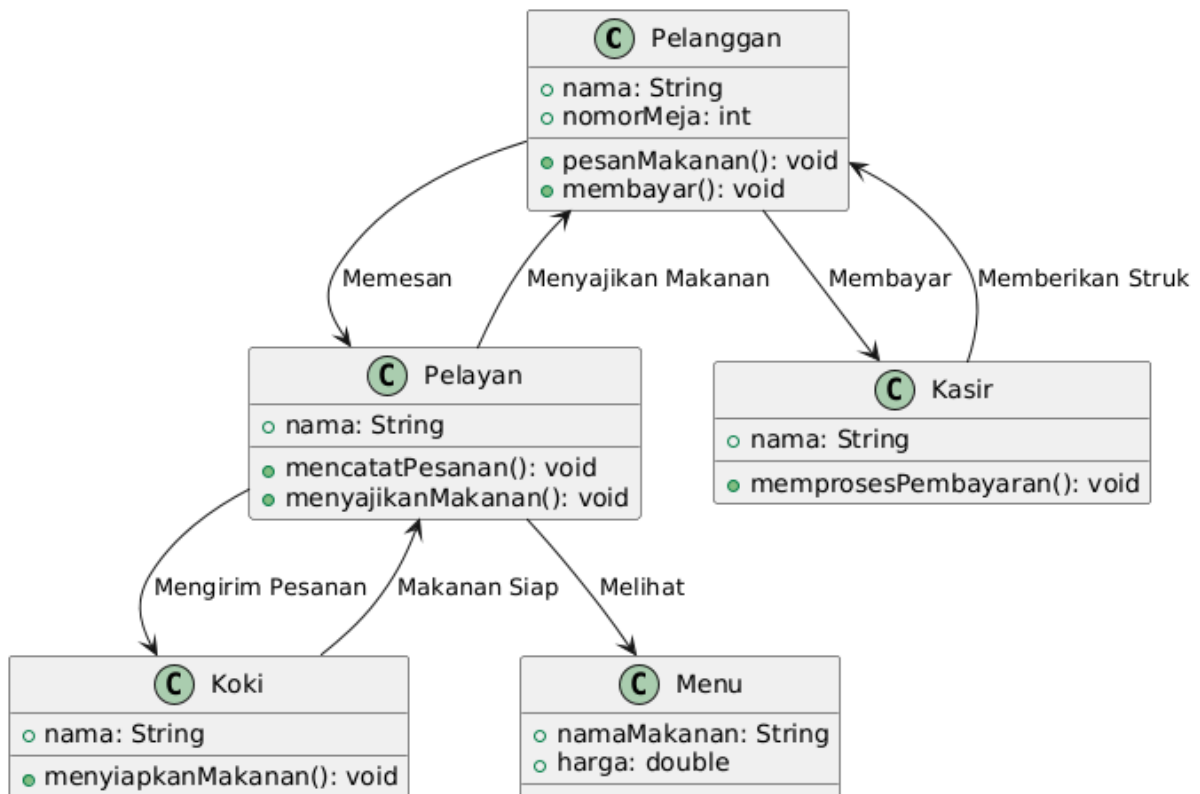 C Pelanggan
nama: String
nomorMeja: int
pesanMakanan(): void
membayar(): void
Memesan
Menyajikan Makanan
Membayar
Memberikan Struk
C Pelayan
nama: String
mencatatPesanan(): void
menyajikanMakanan(): void
C Kasir
nama: String
memprosesPembayaran(): void
Mengirim Pesanan
Makanan Siap
Melihat
C Koki
nama: String
menyiapkanMakanan(): void
C Menu
namaMakanan: String
harga: double